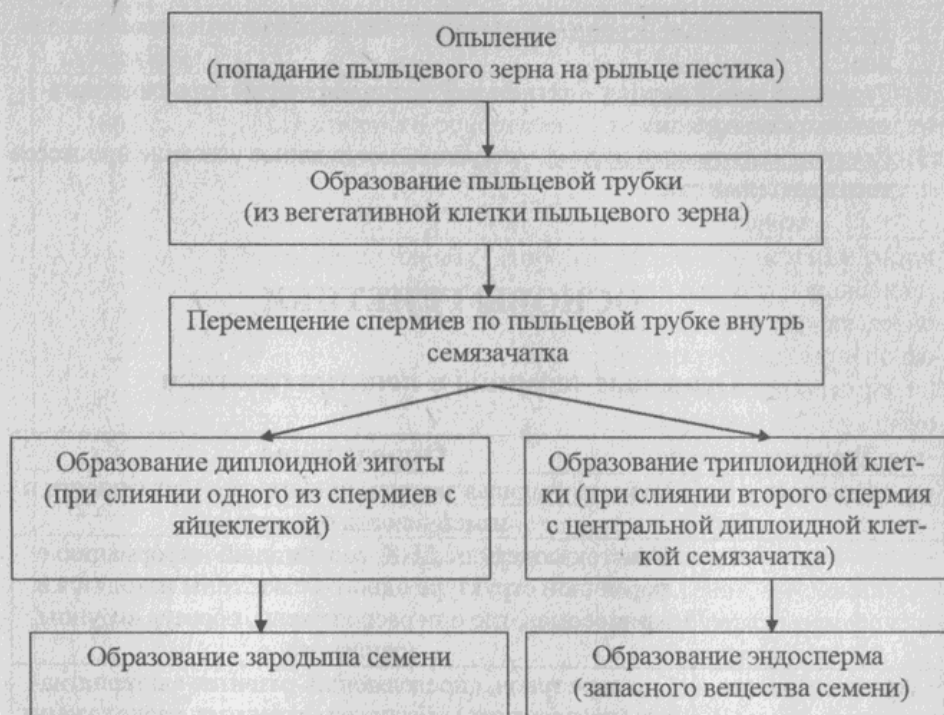 Опыление
(попадание пыльцевого зерна на рыльце пестика)
Образование пыльцевой трубки
(из вегетативной клетки пыльцевого зерна)
Перемещение спермиев по пыльцевой трубке внутрь
семязачатка
Образование диплоидной зиготы
(при слиянии одного из спермиев с
яйцеклеткой)
Образование триплоидной клет-
ки (при слиянии второго спермия
с центральной диплоидной клет-
кой семязачатка)
Образование зародыша семени
Образование эндосперма
(запасного вещества семени)